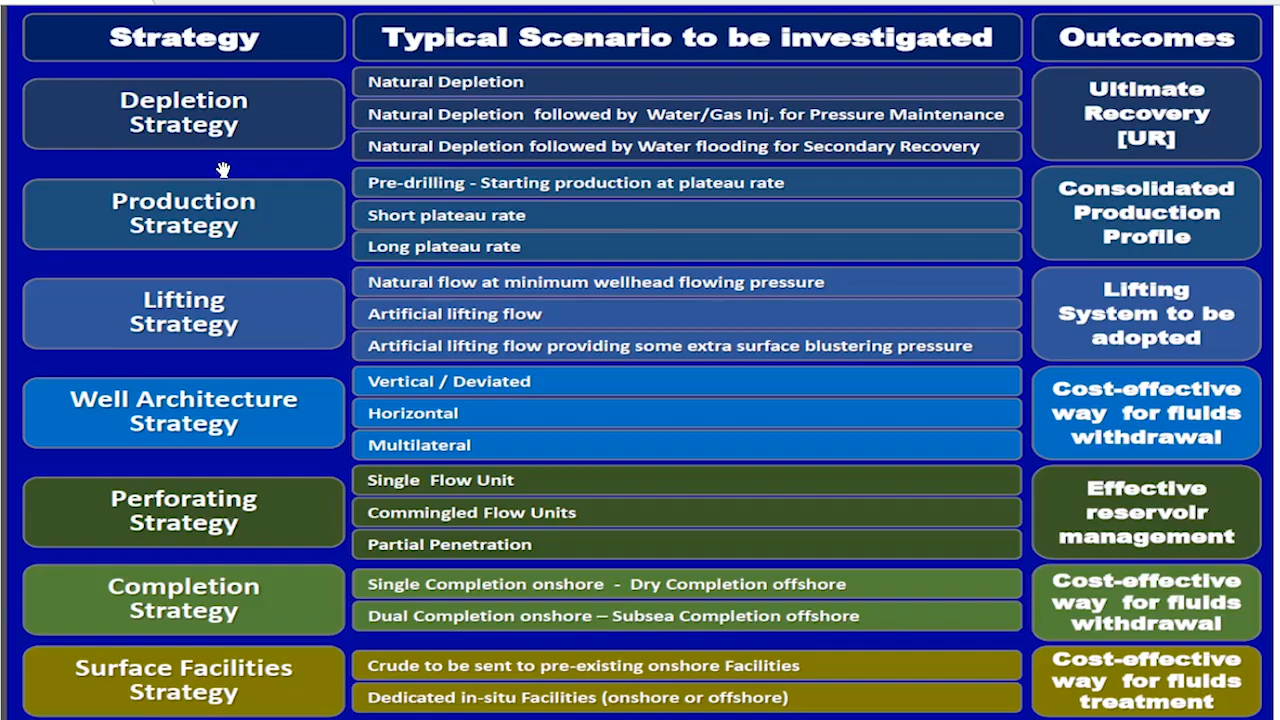 Strategy
Typical Scenario to be investigated
Outcomes
Depletion
Strategy
Natural Depletion
Natural Depletion followed by Water/Gas Inj. for Pressure Maintenance
Natural Depletion followed by Water flooding for Secondary Recovery
Ultimate
Recovery
[UR]
Production
Strategy
Pre-drilling - Starting production at plateau rate
Short plateau rate
Long plateau rate
Consolidated
Production
Profile
Lifting
Strategy
Natural flow at minimum wellhead flowing pressure
Artificial lifting flow
Artificial lifting flow providing some extra surface blustering pressure
Lifting
System to be
adopted
Well Architecture
Strategy
Vertical / Deviated
Horizontal
Multilateral
Cost-effective
way for fluids
withdrawal
Perforating
Strategy
Single Flow Unit
Commingled Flow Units
Partial Penetration
Effective
reservoir
management
Completion
Strategy
Single Completion onshore - Dry Completion offshore
Dual Completion onshore – Subsea Completion offshore
Cost-effective
way for fluids
withdrawal
Surface Facilities
Strategy
Crude to be sent to pre-existing onshore Facilities
Dedicated in-situ Facilities (onshore or offshore)
Cost-effective
way for fluids
treatment